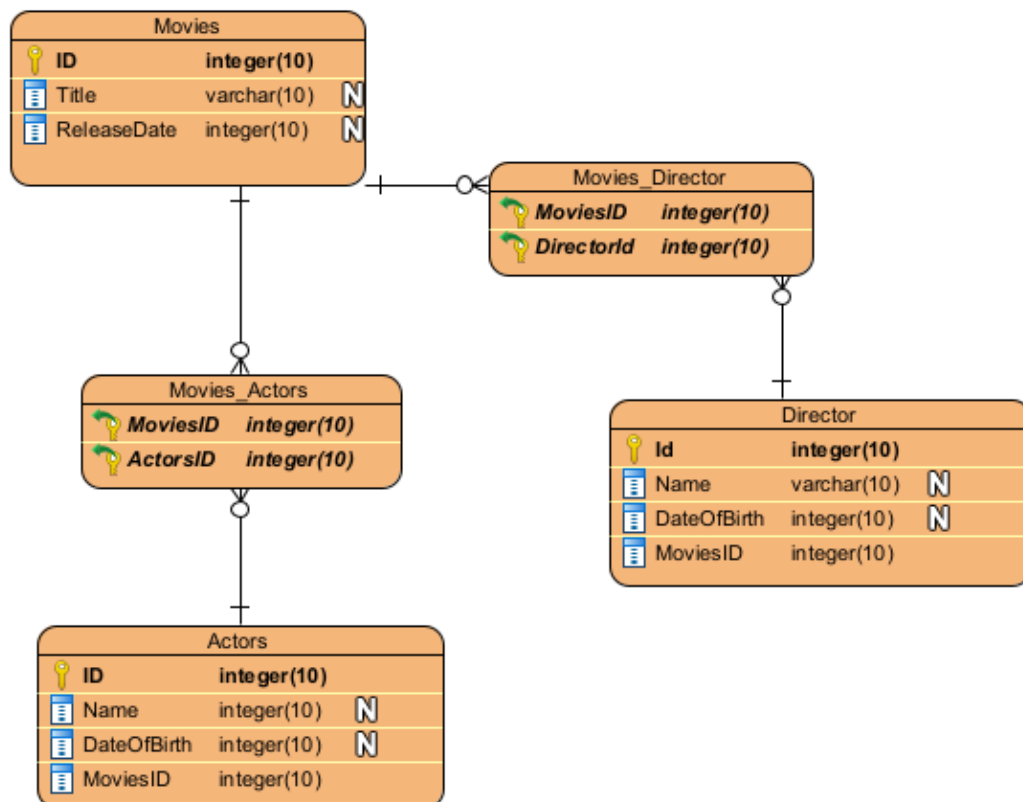 Movies
ID integer(10)
Title varchar(10) N
ReleaseDate integer(10) N
Movies_Director
MoviesID integer(10)
DirectorId integer(10)
Movies_Actors
MoviesID integer(10)
ActorsID integer(10)
Director
Id integer(10)
Name varchar(10) N
DateOfBirth integer(10) N
MoviesID integer(10)
Actors
ID integer(10)
Name integer(10) N
DateOfBirth integer(10) N
MoviesID integer(10)